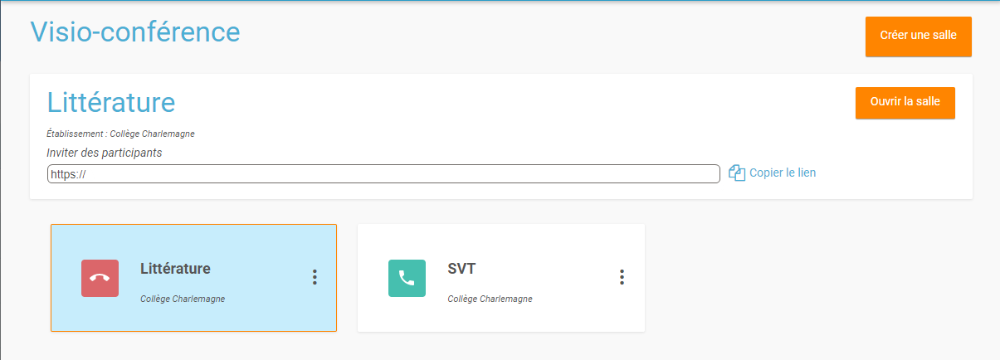 Visio-conférence
Créer une salle
Littérature
Ouvrir la salle
Établissement : Collège Charlemagne
Inviter des participants
https://
Copier le lien
Littérature
Collège Charlemagne
SVT
Collège Charlemagne